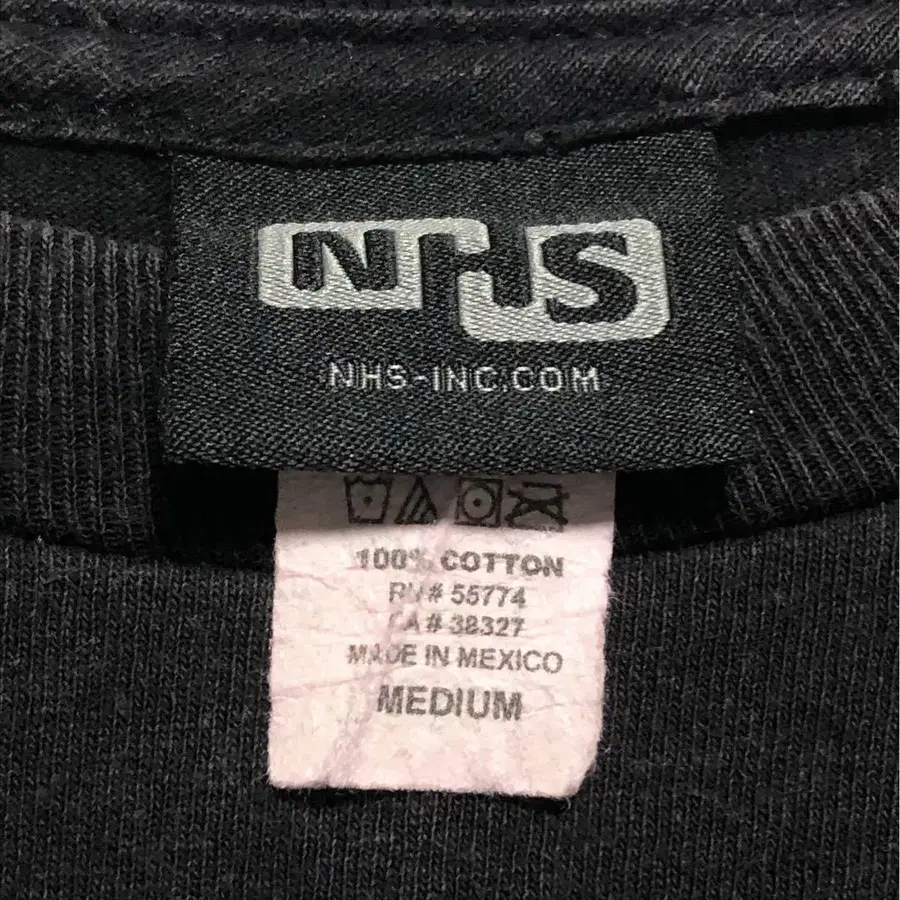 NHS
NHS-INC.COM
100% COTTON
RN# 55774
CA# 38327
MADE IN MEXICO
MEDIUM